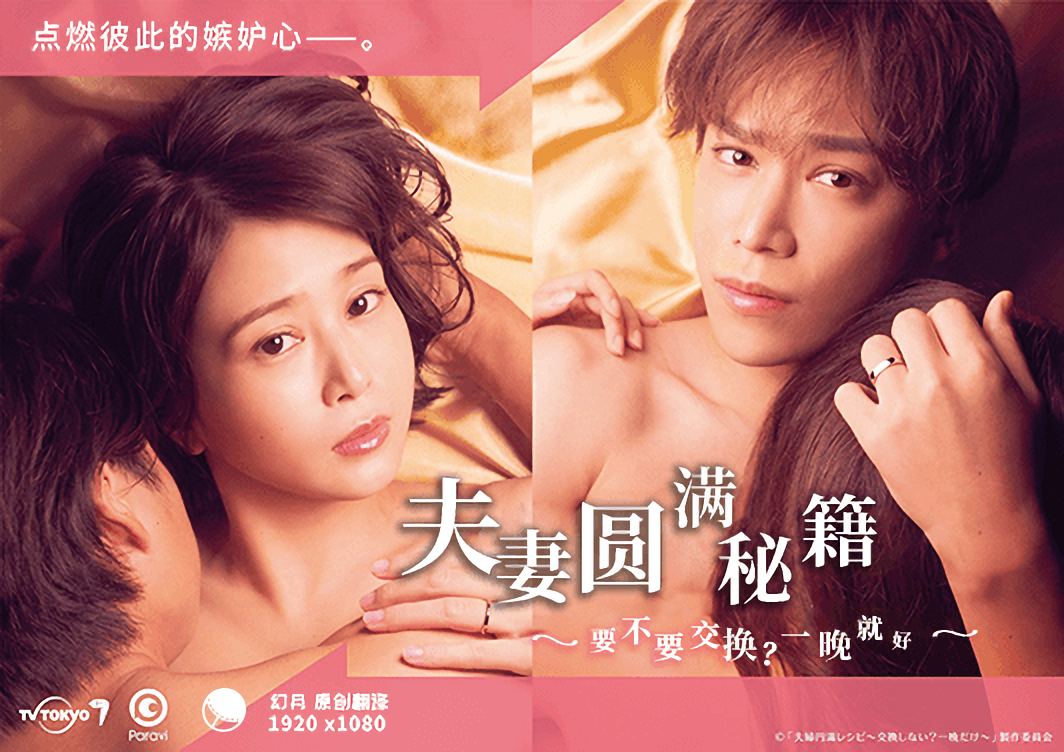 点燃彼此的嫉妒心——。
夫妻圆满秘籍
～要不要交换?一晚就好～
TV TOKYO 7
Paravi
幻月 原创翻译
1920 x1080
©「夫婦円満レシピ～交換しない？一晩だけ～」製作委員会